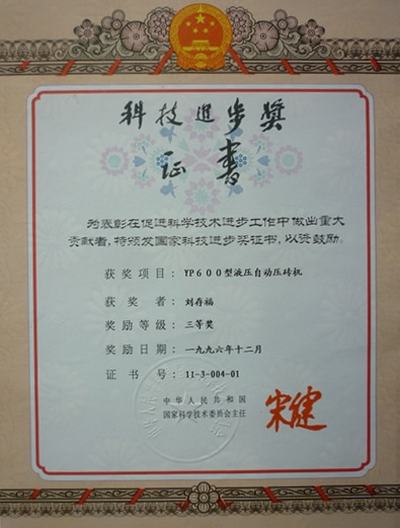 科技进步奖
证书
为表彰在促进科学技术进步工作中做出重大
贡献者，特颁发国家科技进步奖证书，以资鼓励。
获奖项目：YP600型液压自动压砖机
获奖者：刘存福
奖励等级：三等奖
奖励日期：一九九六年十二月
证书号：11-3-004-01
中华人民共和国
国家科学技术委员会主任
宋健